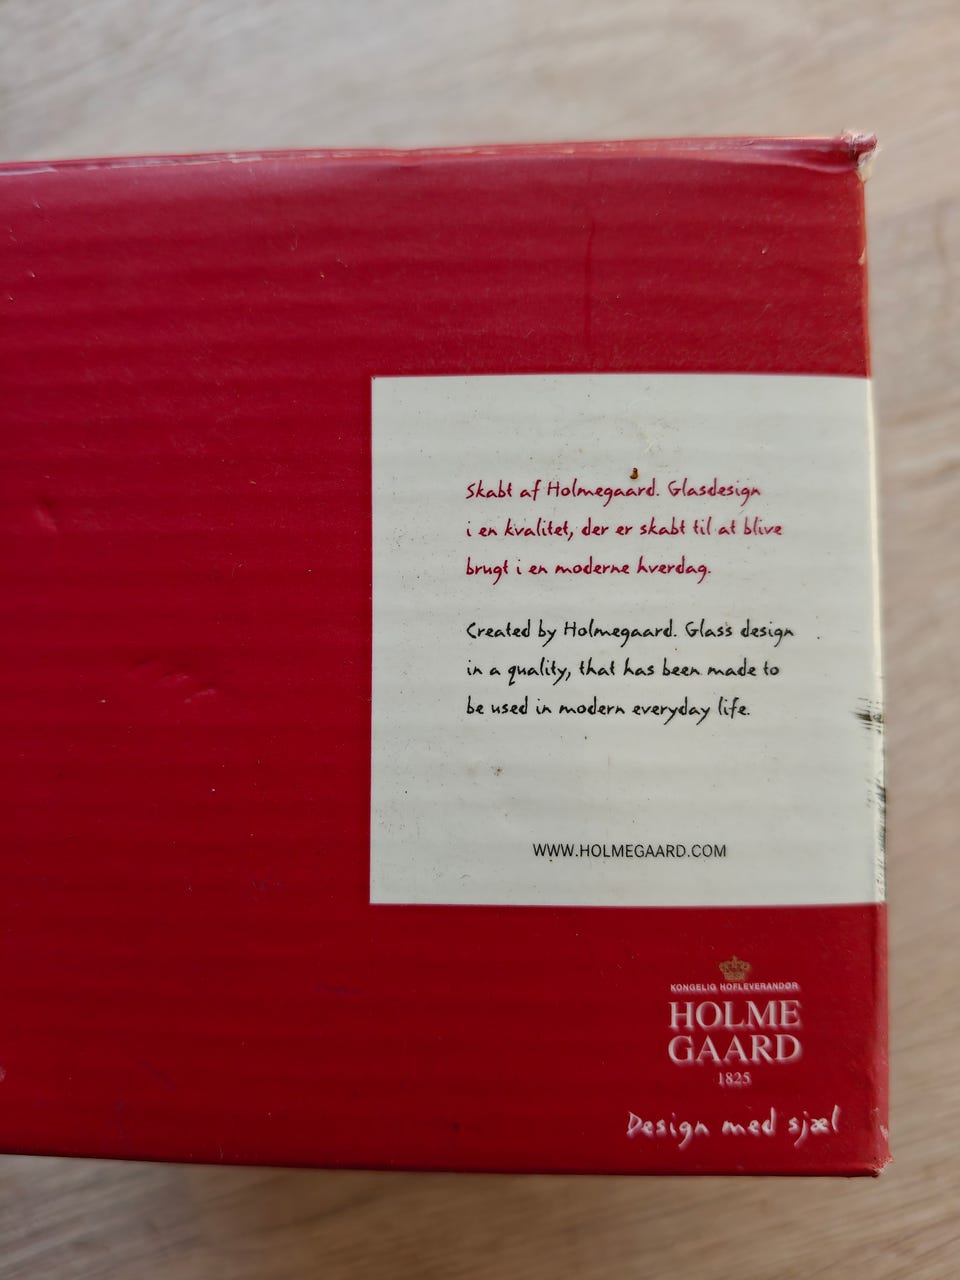 Skabt af Holmegaard. Glasdesign
i en kvalitet, der er skabt til at blive
brugt i en moderne hverdag.
Created by Holmegaard. Glass design
in a quality, that has been made to
be used in modern everyday life.
WWW.HOLMEGAARD.COM
KONGELIG HOFLEVERANDØR
HOLME
GAARD
1825
Design med sjæl